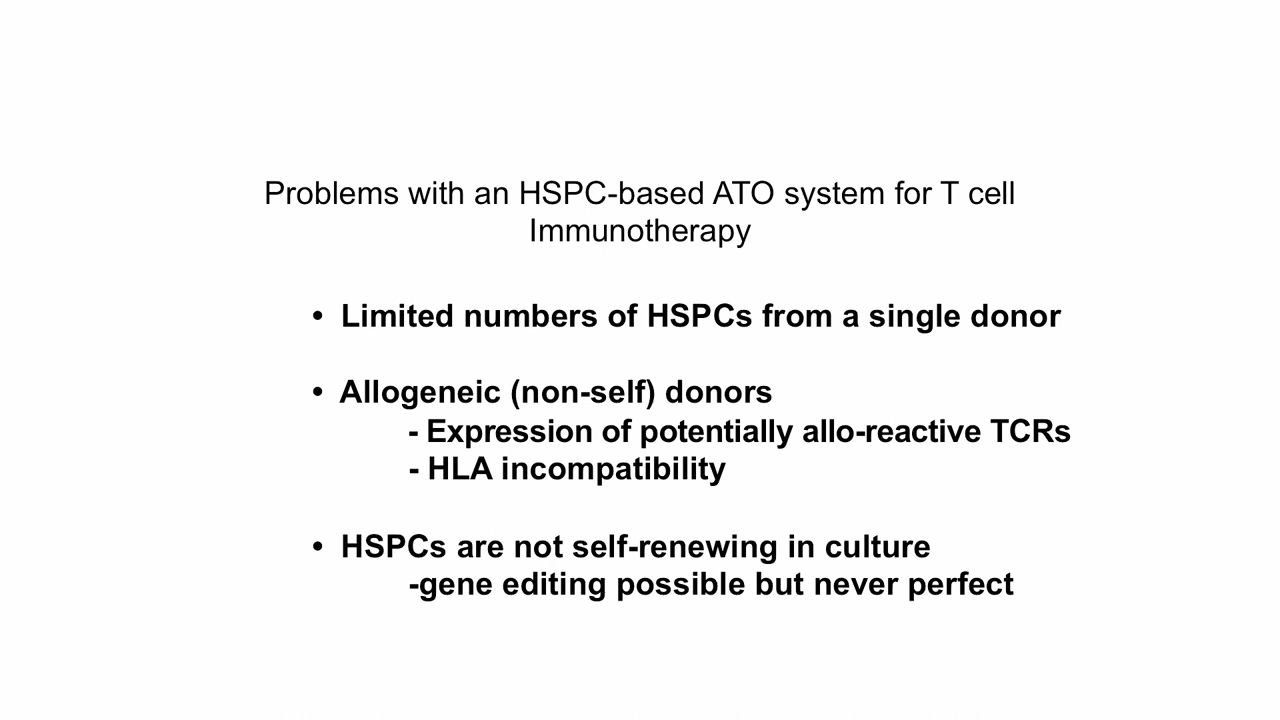 Problems with an HSPC-based ATO system for T cell
Immunotherapy
• Limited numbers of HSPCs from a single donor
• Allogeneic (non-self) donors
- Expression of potentially allo-reactive TCRs
- HLA incompatibility
• HSPCs are not self-renewing in culture
-gene editing possible but never perfect